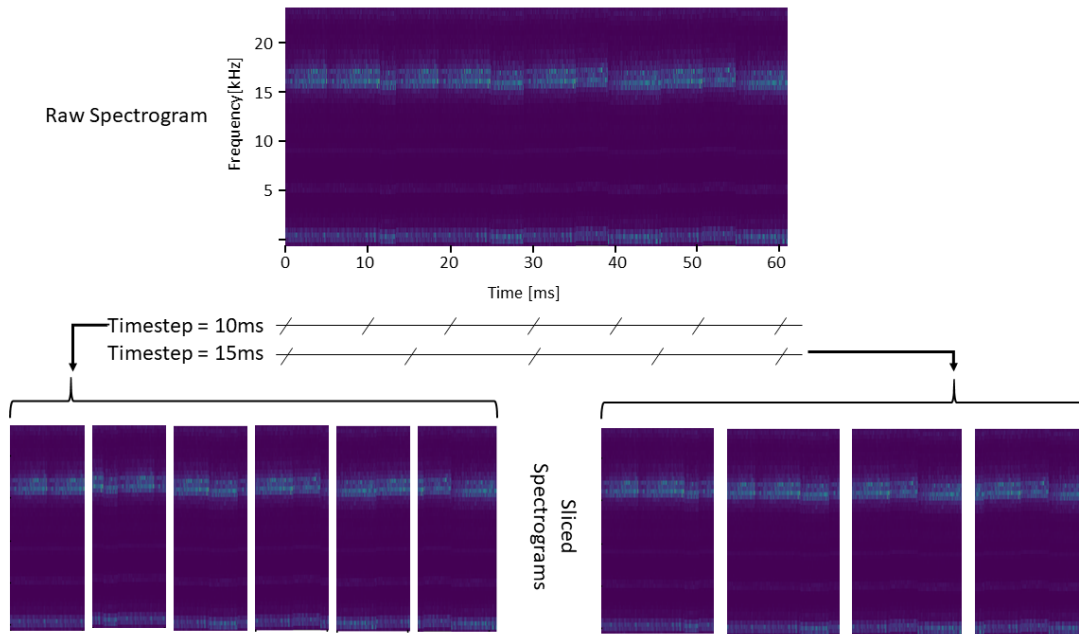 20
15
10
5
Frequency[kHz]
Raw Spectrogram
0
10
20
30
40
50
60
Time [ms]
Timestep = 10ms
Timestep = 15ms
Sliced
Spectrograms